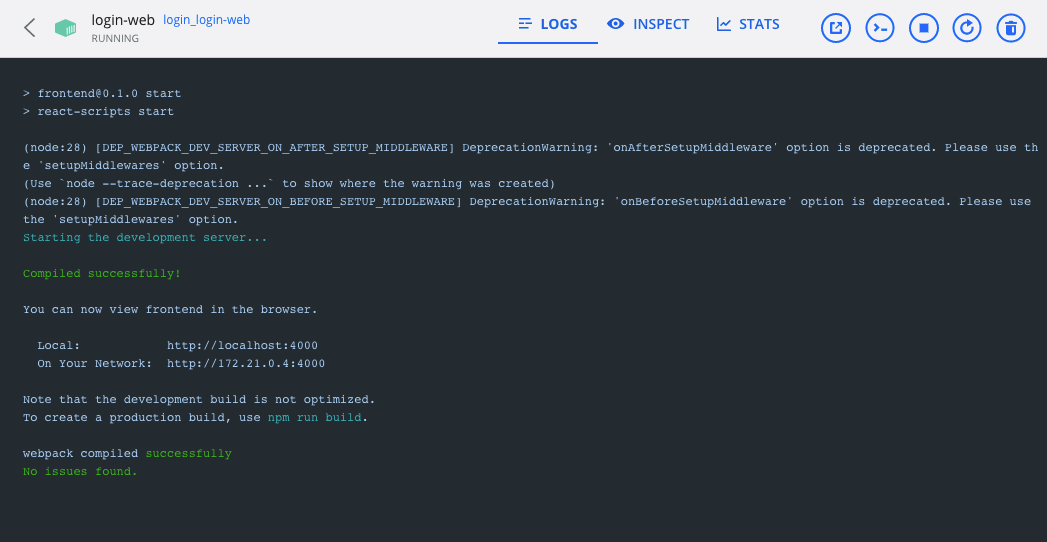 login-web login_login-web
RUNNING
LOGS INSPECT STATS
> frontend@0.1.0 start
> react-scripts start
(node:28) [DEP_WEBPACK_DEV_SERVER_ON_AFTER_SETUP_MIDDLEWARE] DeprecationWarning: 'onAfterSetupMiddleware' option is deprecated. Please use th
e 'setupMiddlewares' option.
(Use `node --trace-deprecation ...` to show where the warning was created)
(node:28) [DEP_WEBPACK_DEV_SERVER_ON_BEFORE_SETUP_MIDDLEWARE] DeprecationWarning: 'onBeforeSetupMiddleware' option is deprecated. Please use
the 'setupMiddlewares' option.
Starting the development server...
Compiled successfully!
You can now view frontend in the browser.
Local: http://localhost:4000
On Your Network: http://172.21.0.4:4000
Note that the development build is not optimized.
To create a production build, use npm run build.
webpack compiled successfully
No issues found.